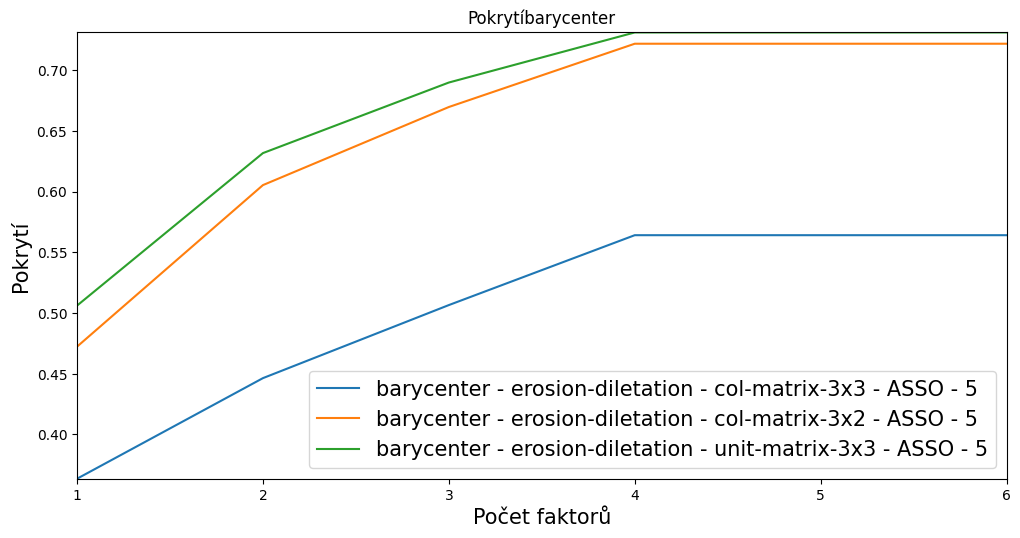 Pokrytíbarycenter
0.70
0.65
0.60
0.55
0.50
0.45
0.40
Pokrytí
barycenter - erosion-diletation - col-matrix-3x3 - ASSO - 5
barycenter - erosion-diletation - col-matrix-3x2 - ASSO - 5
barycenter - erosion-diletation - unit-matrix-3x3 - ASSO - 5
1 2 3 4 5 6
Počet faktorů